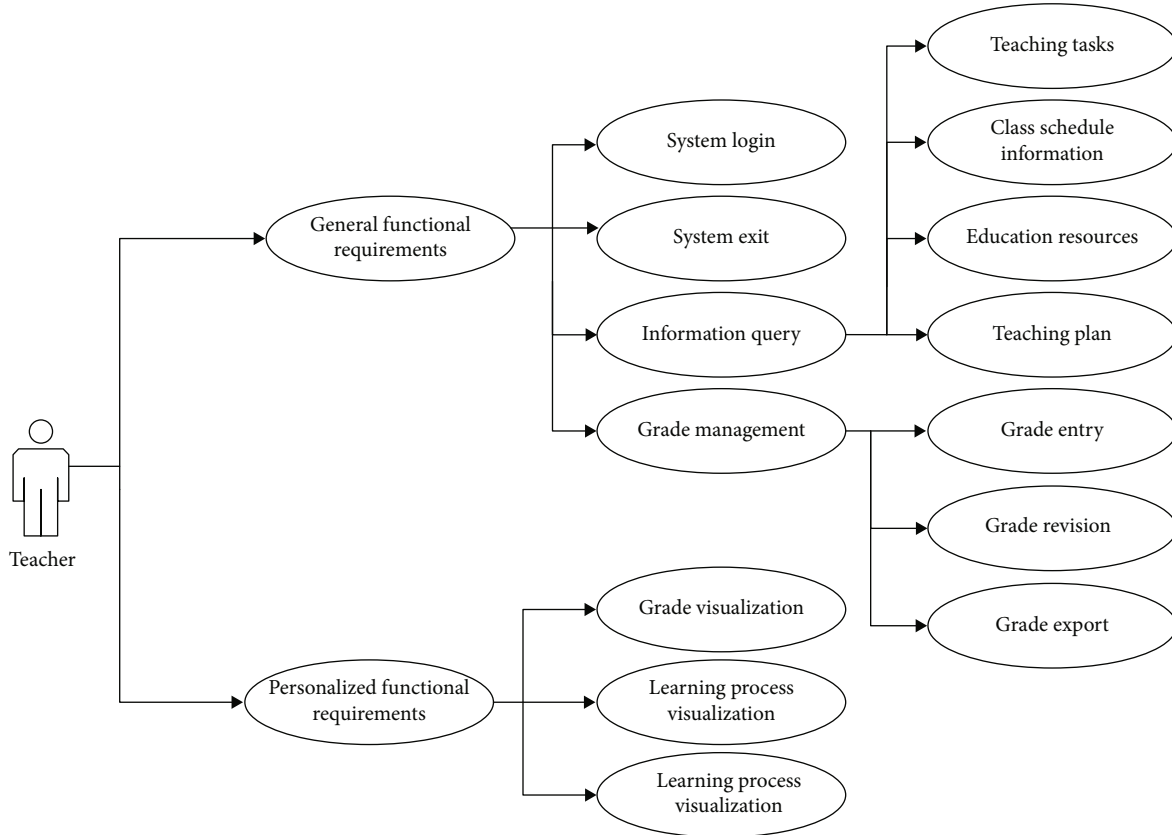 Teaching tasks
Class schedule
information
System login
General functional
requirements
System exit
Education resources
Information query
Teaching plan
Grade management
Grade entry
Teacher
Grade revision
Grade visualization
Grade export
Personalized functional
requirements
Learning process
visualization
Learning process
visualization